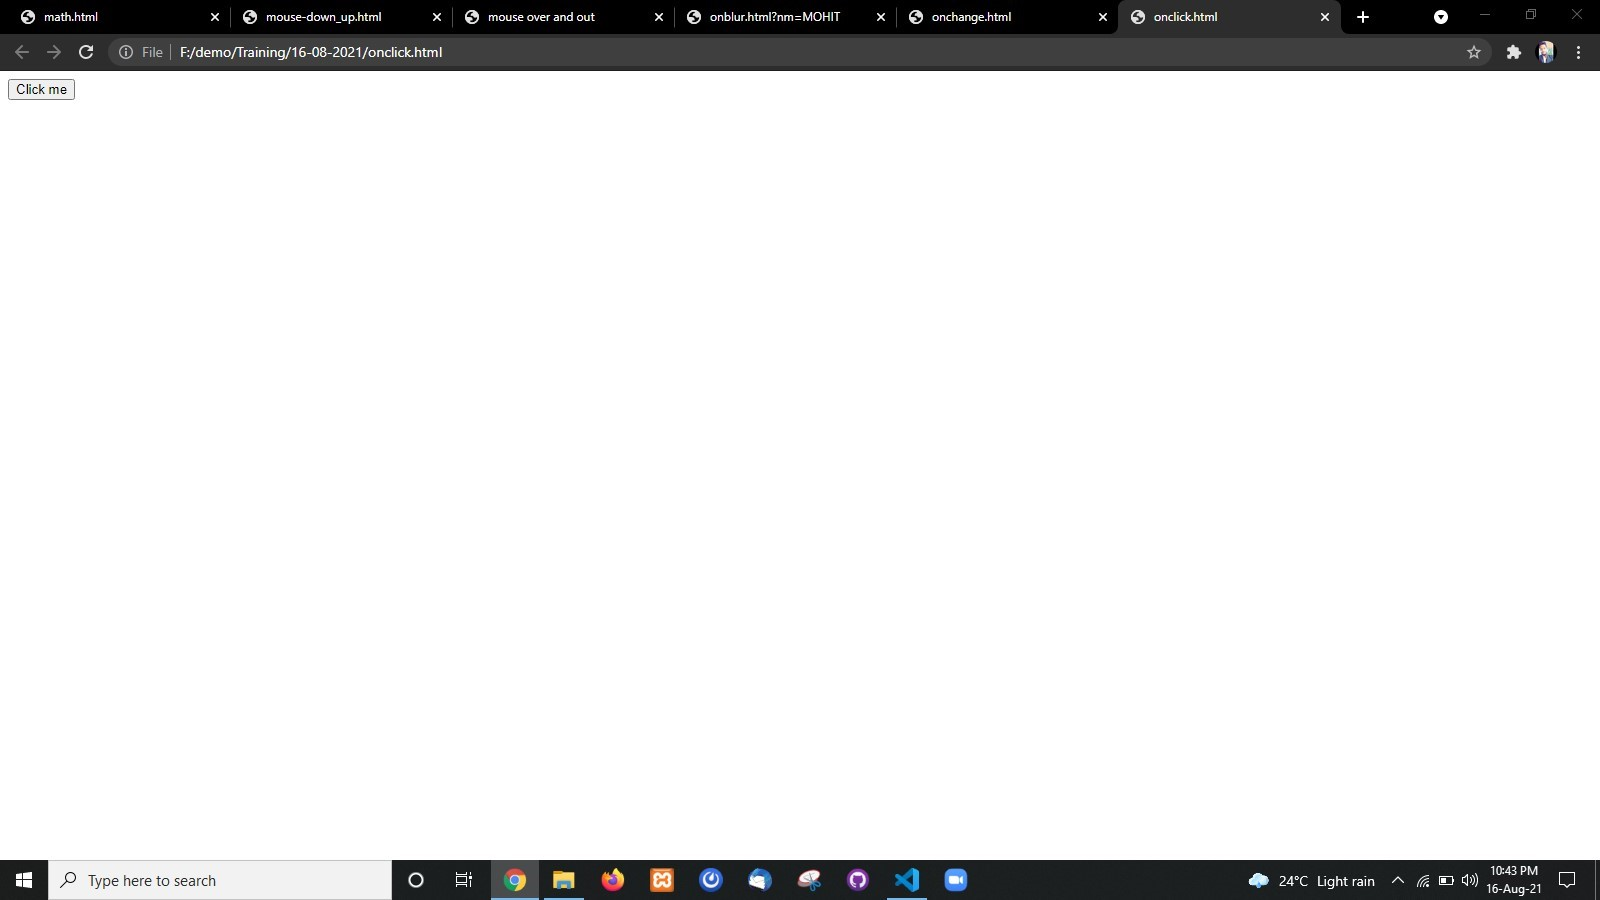 math.html
mouse-down_up.html
mouse over and out
onblur.html?nm=MOHIT
onchange.html
onclick.html
File
F:/demo/Training/16-08-2021/onclick.html
Click me
Type here to search
24°C Light rain
10:43 PM
16-Aug-21